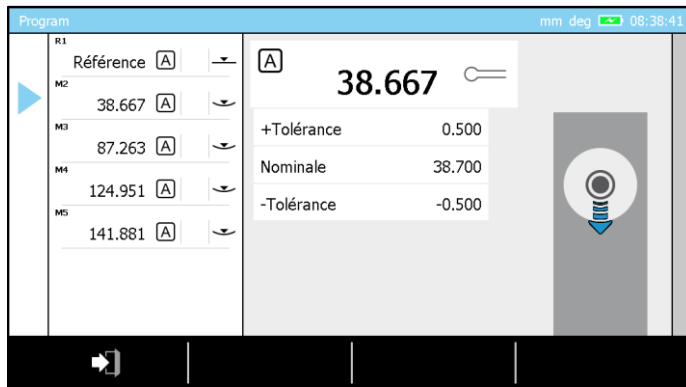 Program mm deg 08:38:41
R1
Référence A
M2
38.667 A
M3
87.263 A
M4
124.951 A
M5
141.881 A
A
38.667
+Tolérance 0.500
Nominale 38.700
-Tolérance -0.500